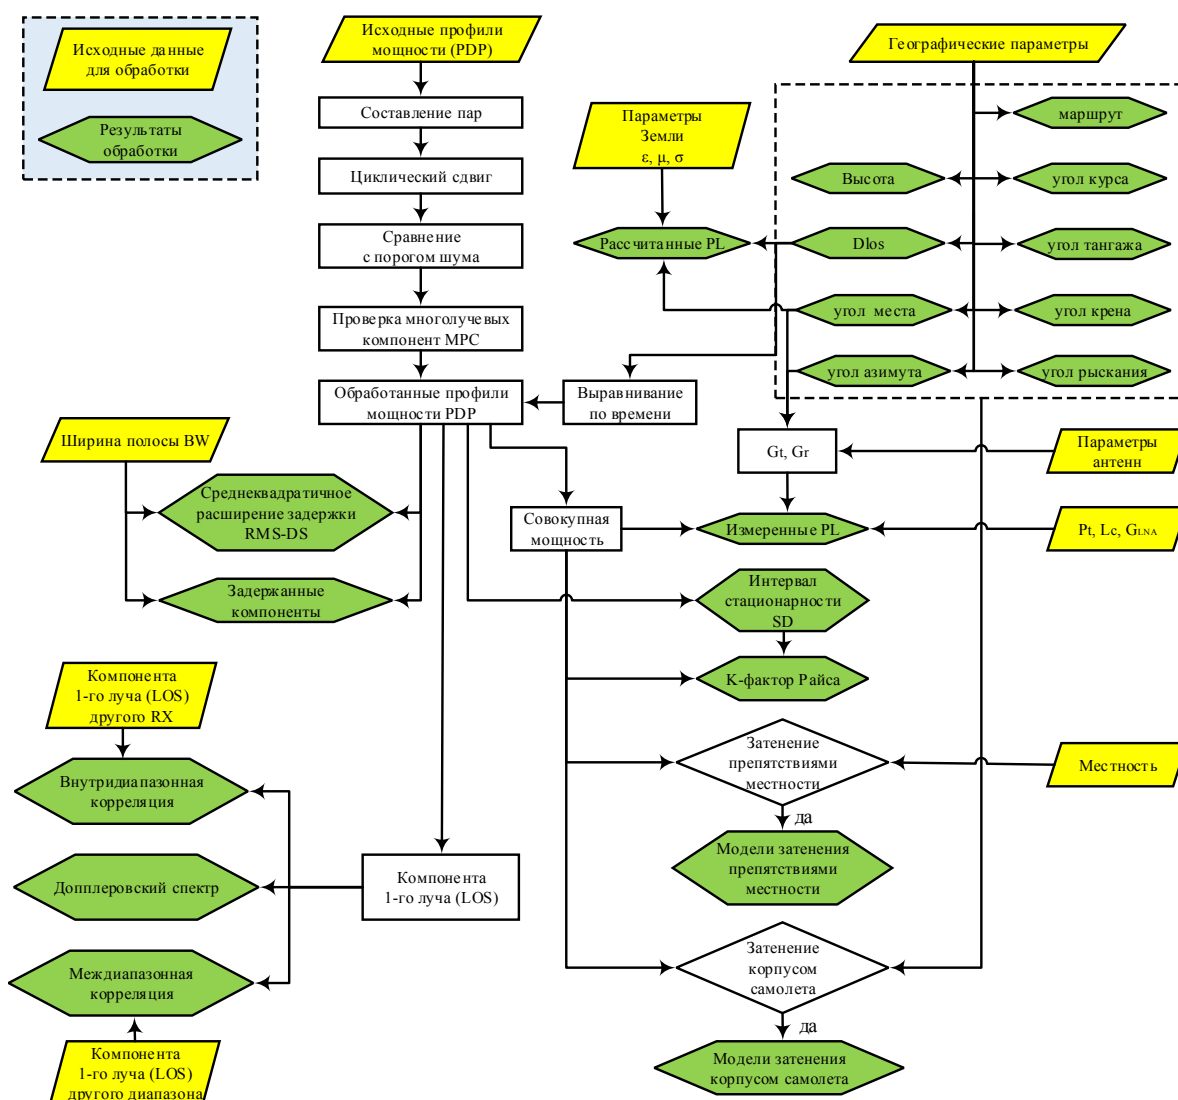 Исходные данные
для обработки
Результаты
обработки
Исходные профили
мощности (PDP)
Составление пар
Циклический сдвиг
Сравнение
с порогом шума
Проверка многолучевых
компонент MPC
Обработанные профили
мощности PDP
Выравнивание
по времени
Параметры
Земли
ε, μ, σ
Рассчитанные PL
Географические параметры
маршрут
Высота
угол курса
Dlos
угол тангажа
угол места
угол крена
угол азимута
угол рыскания
Ширина полосы BW
Среднеквадратичное
расширение задержки
RMS-DS
Задержанные
компоненты
Gt, Gr
Параметры
антенн
Совокупная
мощность
Измеренные PL
Pt, Lc, GLNA
Интервал
стационарности
SD
К-фактор Райса
Компонента
1-го луча (LOS)
другого RX
Внутридиапазонная
корреляция
Допплеровский спектр
Компонента
1-го луча (LOS)
Междиапазонная
корреляция
Компонента
1-го луча (LOS)
другого диапазона
Затенение
препятствиями
местности
Местность
да
Модели затенения
препятствиями
местности
Затенение
корпусом
самолета
да
Модели затенения
корпусом самолета